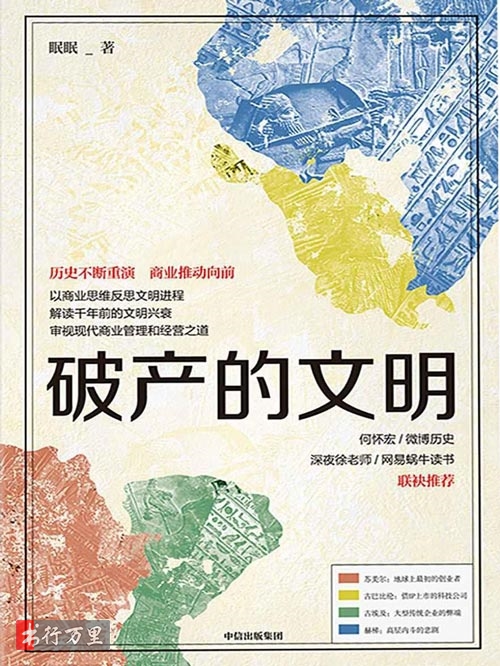 眠眠_著
历史不断重演 商业推动向前
以商业思维反思文明进程
解读千年前的文明兴衰
审视现代商业管理和经营之道
破产的文明
何怀宏/微博历史
深夜徐老师/网易蜗牛读书
联袂推荐
苏美尔：地球上最初的创业者
古巴比伦：借IP上市的科技公司
古埃及：大型传统企业的弊端
赫梯：高层内斗的悲剧
书行万里
中信出版集团